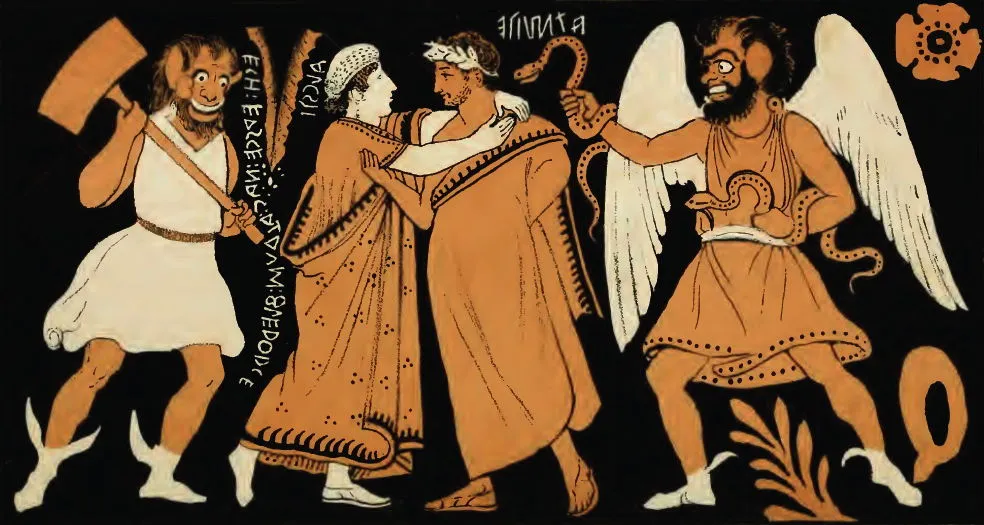 𐌄𐌂𐌀 : 𐌄𐌓𐌔𐌂𐌄 : 𐌍𐌀𐌂 : 𐌀𐌙𐌓𐌖𐌌 : 𐌚𐌋𐌄𐌓𐌈𐌓𐌂𐌄
𐌀𐌋𐌂𐌔𐌕𐌉
𐌀𐌕𐌌𐌉𐌕𐌄